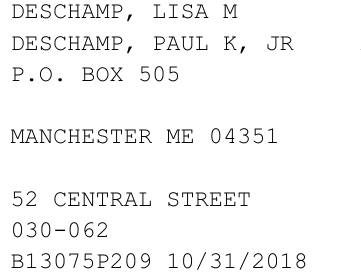 DESCHAMP, LISA M
DESCHAMP, PAUL K, JR
P.O. BOX 505
MANCHESTER ME 04351
52 CENTRAL STREET
030-062
B13075P209 10/31/2018